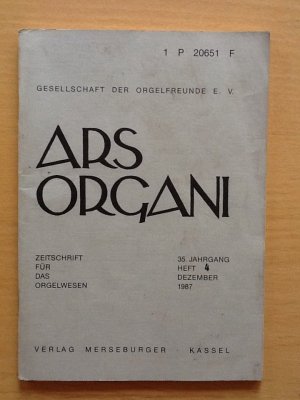 1 P 20651 F
GESELLSCHAFT DER ORGELFREUNDE E. V.
ARS
ORGANI
ZEITSCHRIFT
FÜR
DAS
ORGELWESEN
35. JAHRGANG
HEFT 4
DEZEMBER
1987
VERLAG MERSEBURGER · KASSEL